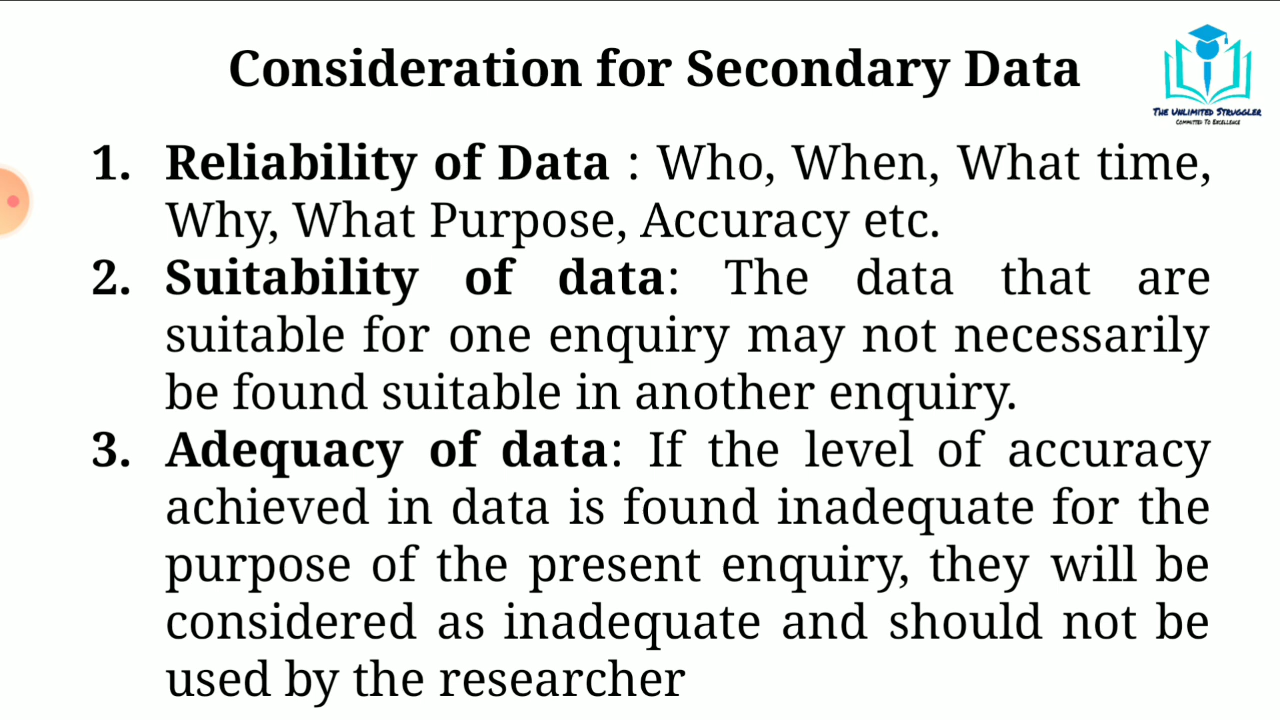 Consideration for Secondary Data
THE UNLIMITED STRUGGLER
COMMITTED TO EXCELLENCE
1. Reliability of Data : Who, When, What time,
Why, What Purpose, Accuracy etc.
2. Suitability of data: The data that are
suitable for one enquiry may not necessarily
be found suitable in another enquiry.
3. Adequacy of data: If the level of accuracy
achieved in data is found inadequate for the
purpose of the present enquiry, they will be
considered as inadequate and should not be
used by the researcher